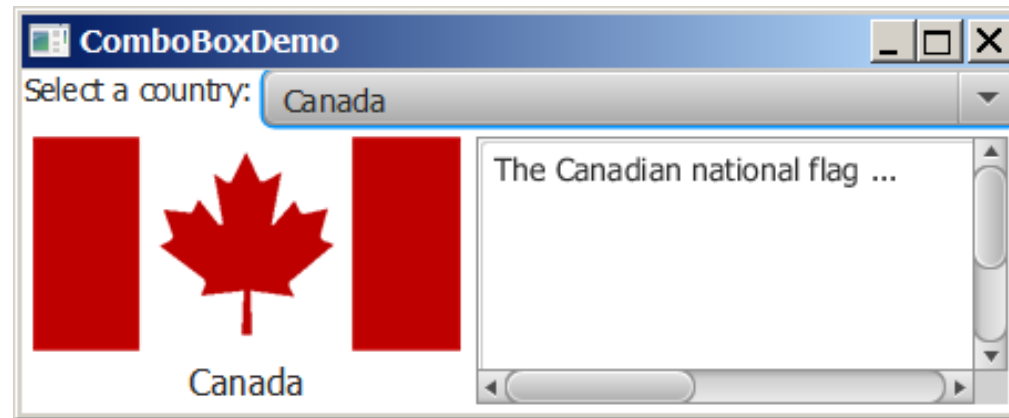 ComboBoxDemo
Select a country: Canada
The Canadian national flag ...
Canada